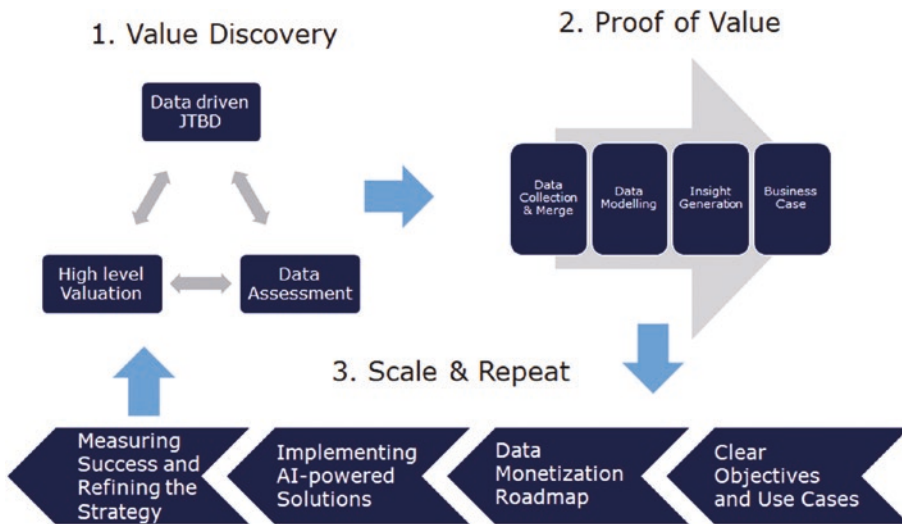 1. Value Discovery
Data driven
JTBD
High level
Valuation
Data
Assessment
2. Proof of Value
Data
Collection
& Merge
Data
Modelling
Insight
Generation
Business
Case
3. Scale & Repeat
Measuring
Success and
Refining the
Strategy
Implementing
AI-powered
Solutions
Data
Monetization
Roadmap
Clear
Objectives
and Use Cases